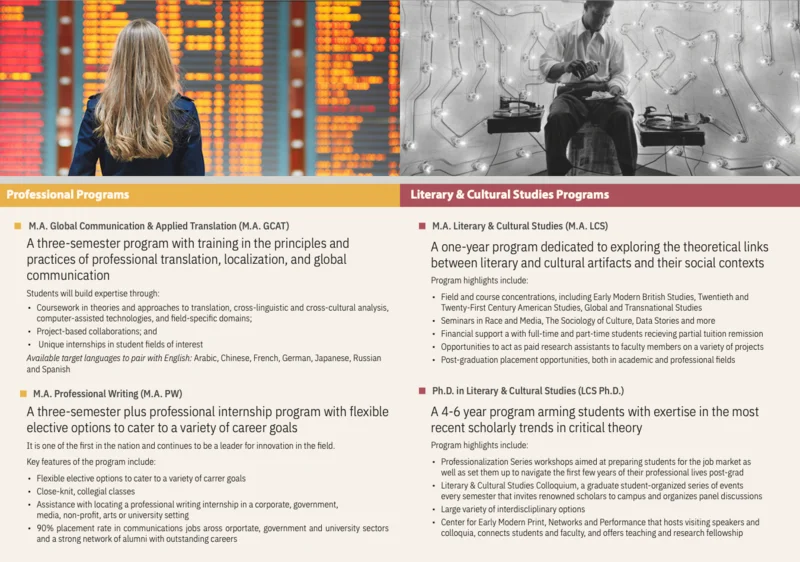 Professional Programs
M.A. Global Communication & Applied Translation (M.A. GCAT)
A three-semester program with training in the principles and
practices of professional translation, localization, and global
communication
Students will build expertise through:
• Coursework in theories and approaches to translation, cross-linguistic and cross-cultural analysis,
computer-assisted technologies, and field-specific domains;
• Project-based collaborations; and
• Unique internships in student fields of interest
Available target languages to pair with English: Arabic, Chinese, French, German, Japanese, Russian
and Spanish
M.A. Professional Writing (M.A. PW)
A three-semester plus professional internship program with flexible
elective options to cater to a variety of career goals
It is one of the first in the nation and continues to be a leader for innovation in the field.
Key features of the program include:
• Flexible elective options to cater to a variety of carrer goals
• Close-knit, collegial classes
• Assistance with locating a professional writing internship in a corporate, government,
media, non-profit, arts or university setting
• 90% placement rate in communications jobs aross orportate, government and university sectors
and a strong network of alumni with outstanding careers
Literary & Cultural Studies Programs
M.A. Literary & Cultural Studies (M.A. LCS)
A one-year program dedicated to exploring the theoretical links
between literary and cultural artifacts and their social contexts
Program highlights include:
• Field and course concentrations, including Early Modern British Studies, Twentieth and
Twenty-First Century American Studies, Global and Transnational Studies
• Seminars in Race and Media, The Sociology of Culture, Data Stories and more
• Financial support a with full-time and part-time students recieving partial tuition remission
• Opportunities to act as paid research assistants to faculty members on a variety of projects
• Post-graduation placement opportunities, both in academic and professional fields
Ph.D. in Literary & Cultural Studies (LCS Ph.D.)
A 4-6 year program arming students with exertise in the most
recent scholarly trends in critical theory
Program highlights include:
• Professionalization Series workshops aimed at preparing students for the job market as
well as set them up to navigate the first few years of their professional lives post-grad
• Literary & Cultural Studies Colloquium, a graduate student-organized series of events
every semester that invites renowned scholars to campus and organizes panel discussions
• Large variety of interdisclipliinary options
• Center for Early Modern Print, Networks and Performance that hosts visiting speakers and
colloquia, connects students and faculty, and offers teaching and research fellowship